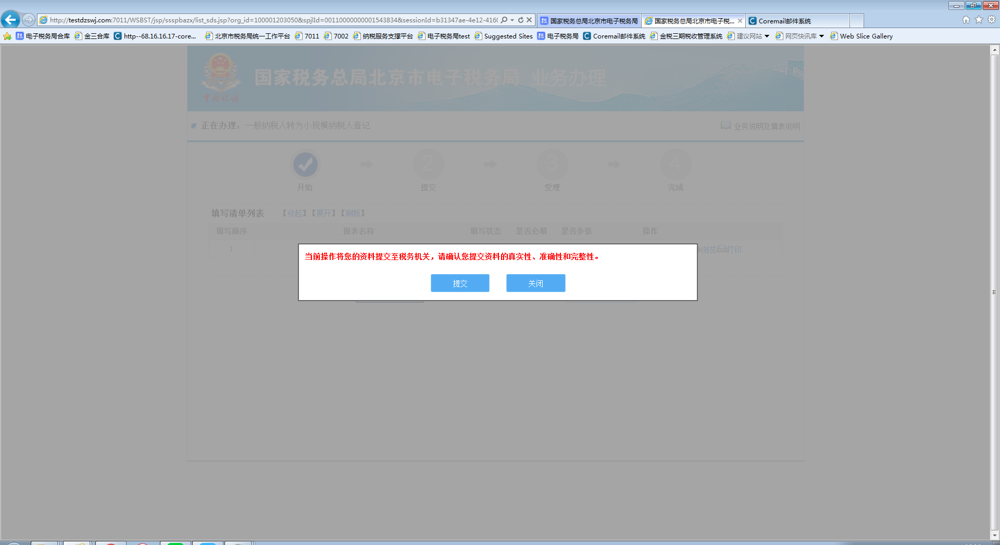 http://testdzswj.com:7011/WSBST/jsp/ssspbazx/list_sds.jsp?org_id=100001203050&spjlId=0011000000001543834&sessionId=b31347ae-4e12-416 国家税务总局北京市电子税务局 国家税务总局北京市电子税... Coremail邮件系统
电子税务局合库 金三合库 http--68.16.16.17-core... 北京市税务局统一工作平台 7011 7002 纳税服务支撑平台 电子税务局test Suggested Sites 电子税务局 Coremail邮件系统 金税三期税收管理系统 建议网站 网页快讯库 Web Slice Gallery
国家税务总局北京市电子税务局 业务办理
中国税务
正在办理：一般纳税人转为小规模纳税人登记 业务说明及填表说明
2 3 4
开始 提交 受理 完成
填写清单列表 【收起】【展开】【刷新】
填写顺序 报表名称 填写状态 是否必填 是否多张 操作
1 浏览 打印
当前操作将您的资料提交至税务机关，请确认您提交资料的真实性、准确性和完整性。
提交 关闭